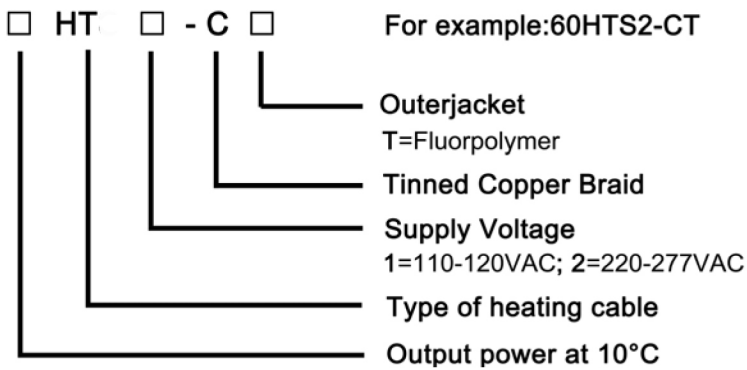 □ HT □ - C □ For example:60HTS2-CT
Outerjacket
T=Fluorpolymer
Tinned Copper Braid
Supply Voltage
1=110-120VAC; 2=220-277VAC
Type of heating cable
Output power at 10°C